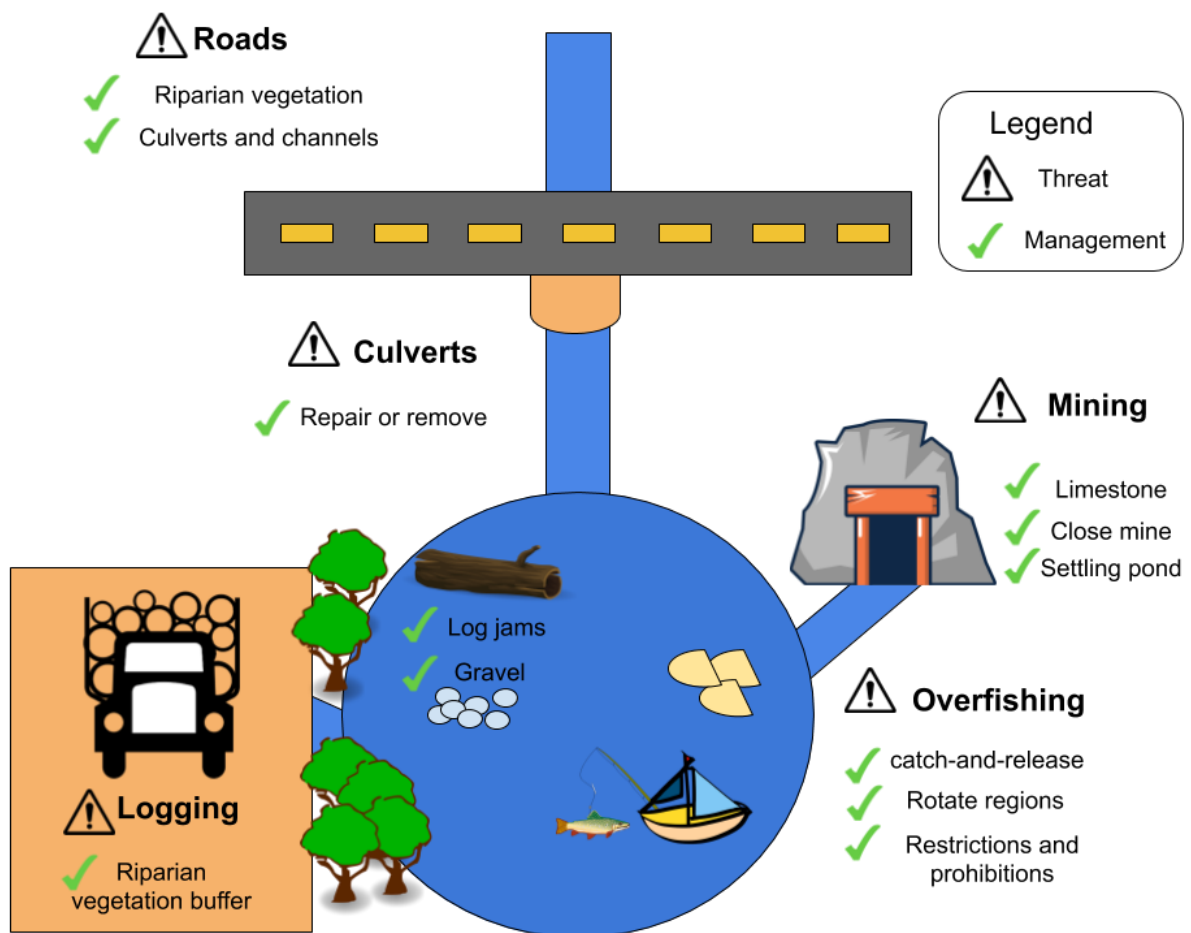 Roads
Riparian vegetation
Culverts and channels
Legend
Threat
Management
Culverts
Repair or remove
Mining
Limestone
Close mine
Settling pond
Log jams
Gravel
Overfishing
catch-and-release
Rotate regions
Restrictions and
prohibitions
Logging
Riparian
vegetation buffer